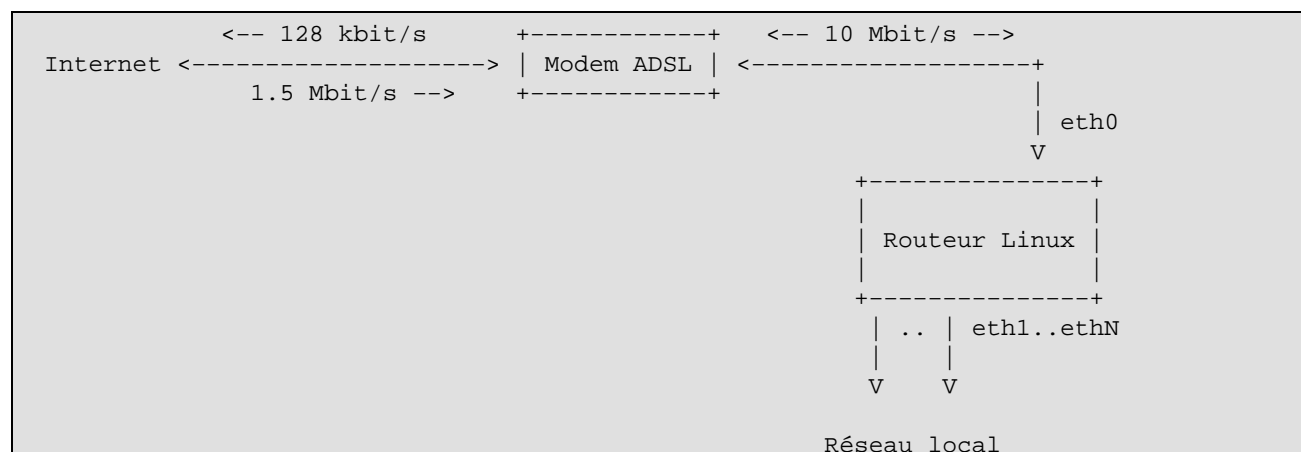 <-- 128 kbit/s     +------------+   <-- 10 Mbit/s -->
Internet <--------------------> | Modem ADSL | <-------------------+
1.5 Mbit/s -->     +------------+                     |
| eth0
V
+---------------+
|               |
| Routeur Linux |
|               |
+---------------+
| .. | eth1..ethN
|    |
V    V
Réseau local